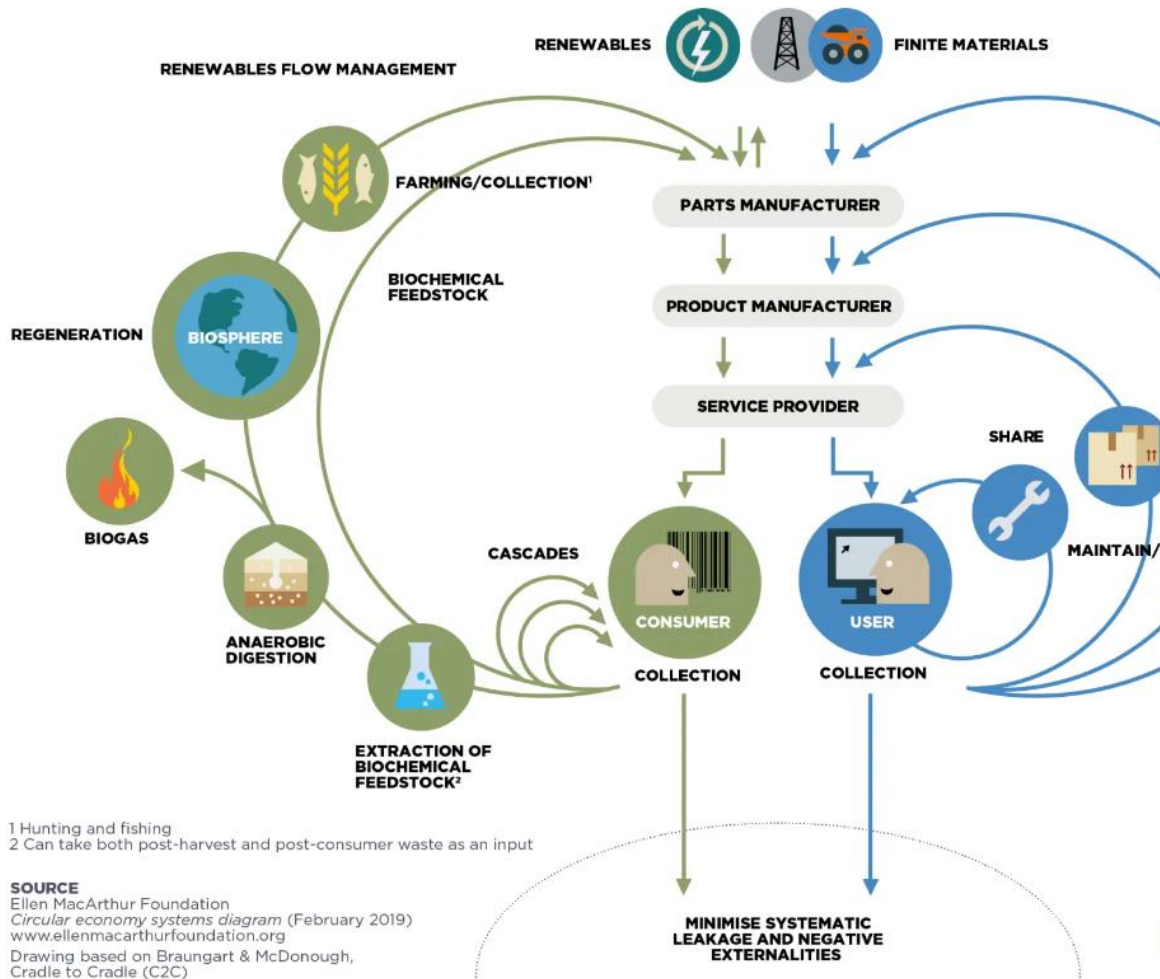 RENEWABLES
FINITE MATERIALS
RENEWABLES FLOW MANAGEMENT
FARMING/COLLECTION¹
PARTS MANUFACTURER
BIOCHEMICAL
FEEDSTOCK
PRODUCT MANUFACTURER
REGENERATION
BIOSPHERE
SERVICE PROVIDER
SHARE
BIOGAS
CASCADES
MAINTAIN/
CONSUMER
USER
ANAEROBIC
DIGESTION
COLLECTION
COLLECTION
EXTRACTION OF
BIOCHEMICAL
FEEDSTOCK²
1 Hunting and fishing
2 Can take both post-harvest and post-consumer waste as an input
SOURCE
Ellen MacArthur Foundation
Circular economy systems diagram (February 2019)
www.ellenmacarthurfoundation.org
Drawing based on Braungart & McDonough,
Cradle to Cradle (C2C)
MINIMISE SYSTEMATIC
LEAKAGE AND NEGATIVE
EXTERNALITIES